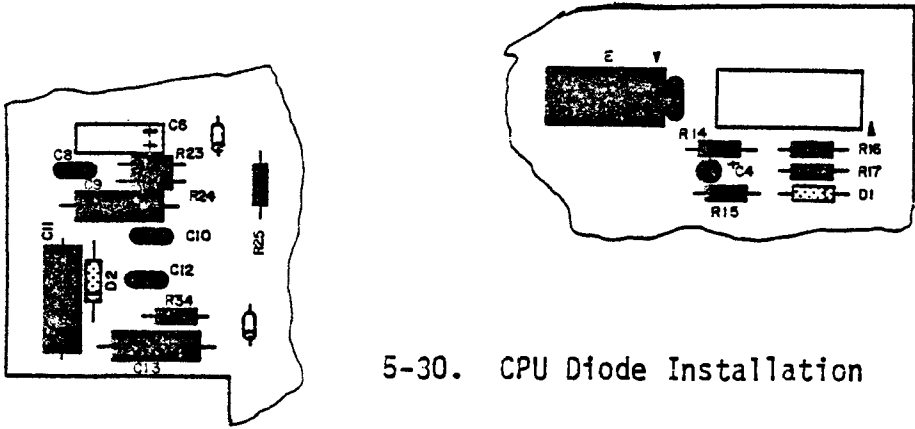 C6
C8
R23
C9
R24
C11
C10
R25
D2
C12
R34
C13
E
R14
R16
+C4
R17
R15
D1
5-30. CPU Diode Installation